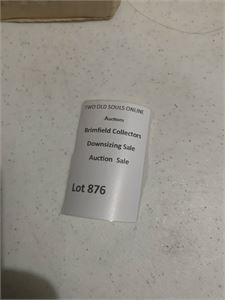 TWO OLD SOULS ONLINE
Auctions
Brimfield Collectors
Downsizing Sale
Auction Sale
Lot 876